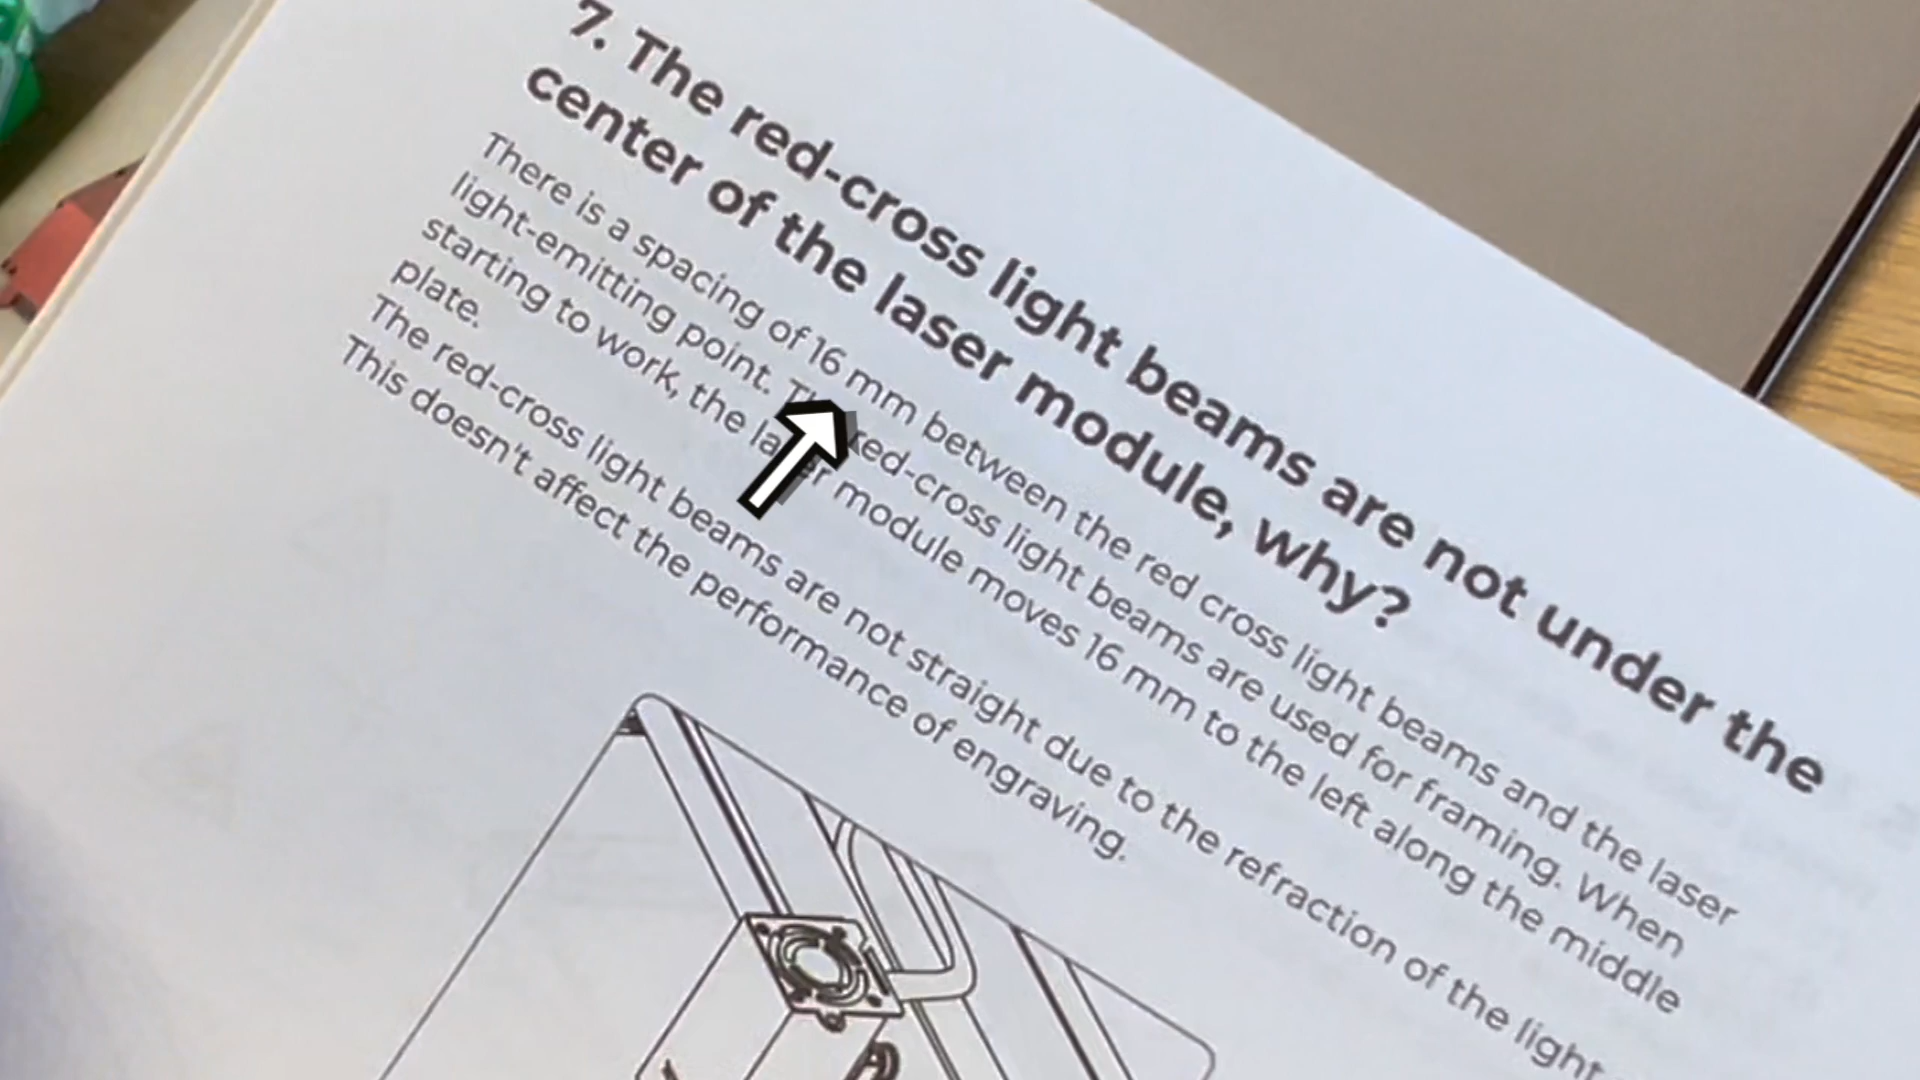 7. The red-cross light beams are not under the
center of the laser module, why?
There is a spacing of 16 mm between the red cross light beams and the laser
light-emitting point. The red-cross light beams are used for framing. When
starting to work, the laser module moves 16 mm to the left along the middle
plate.
The red-cross light beams are not straight due to the refraction of the light
This doesn't affect the performance of engraving.